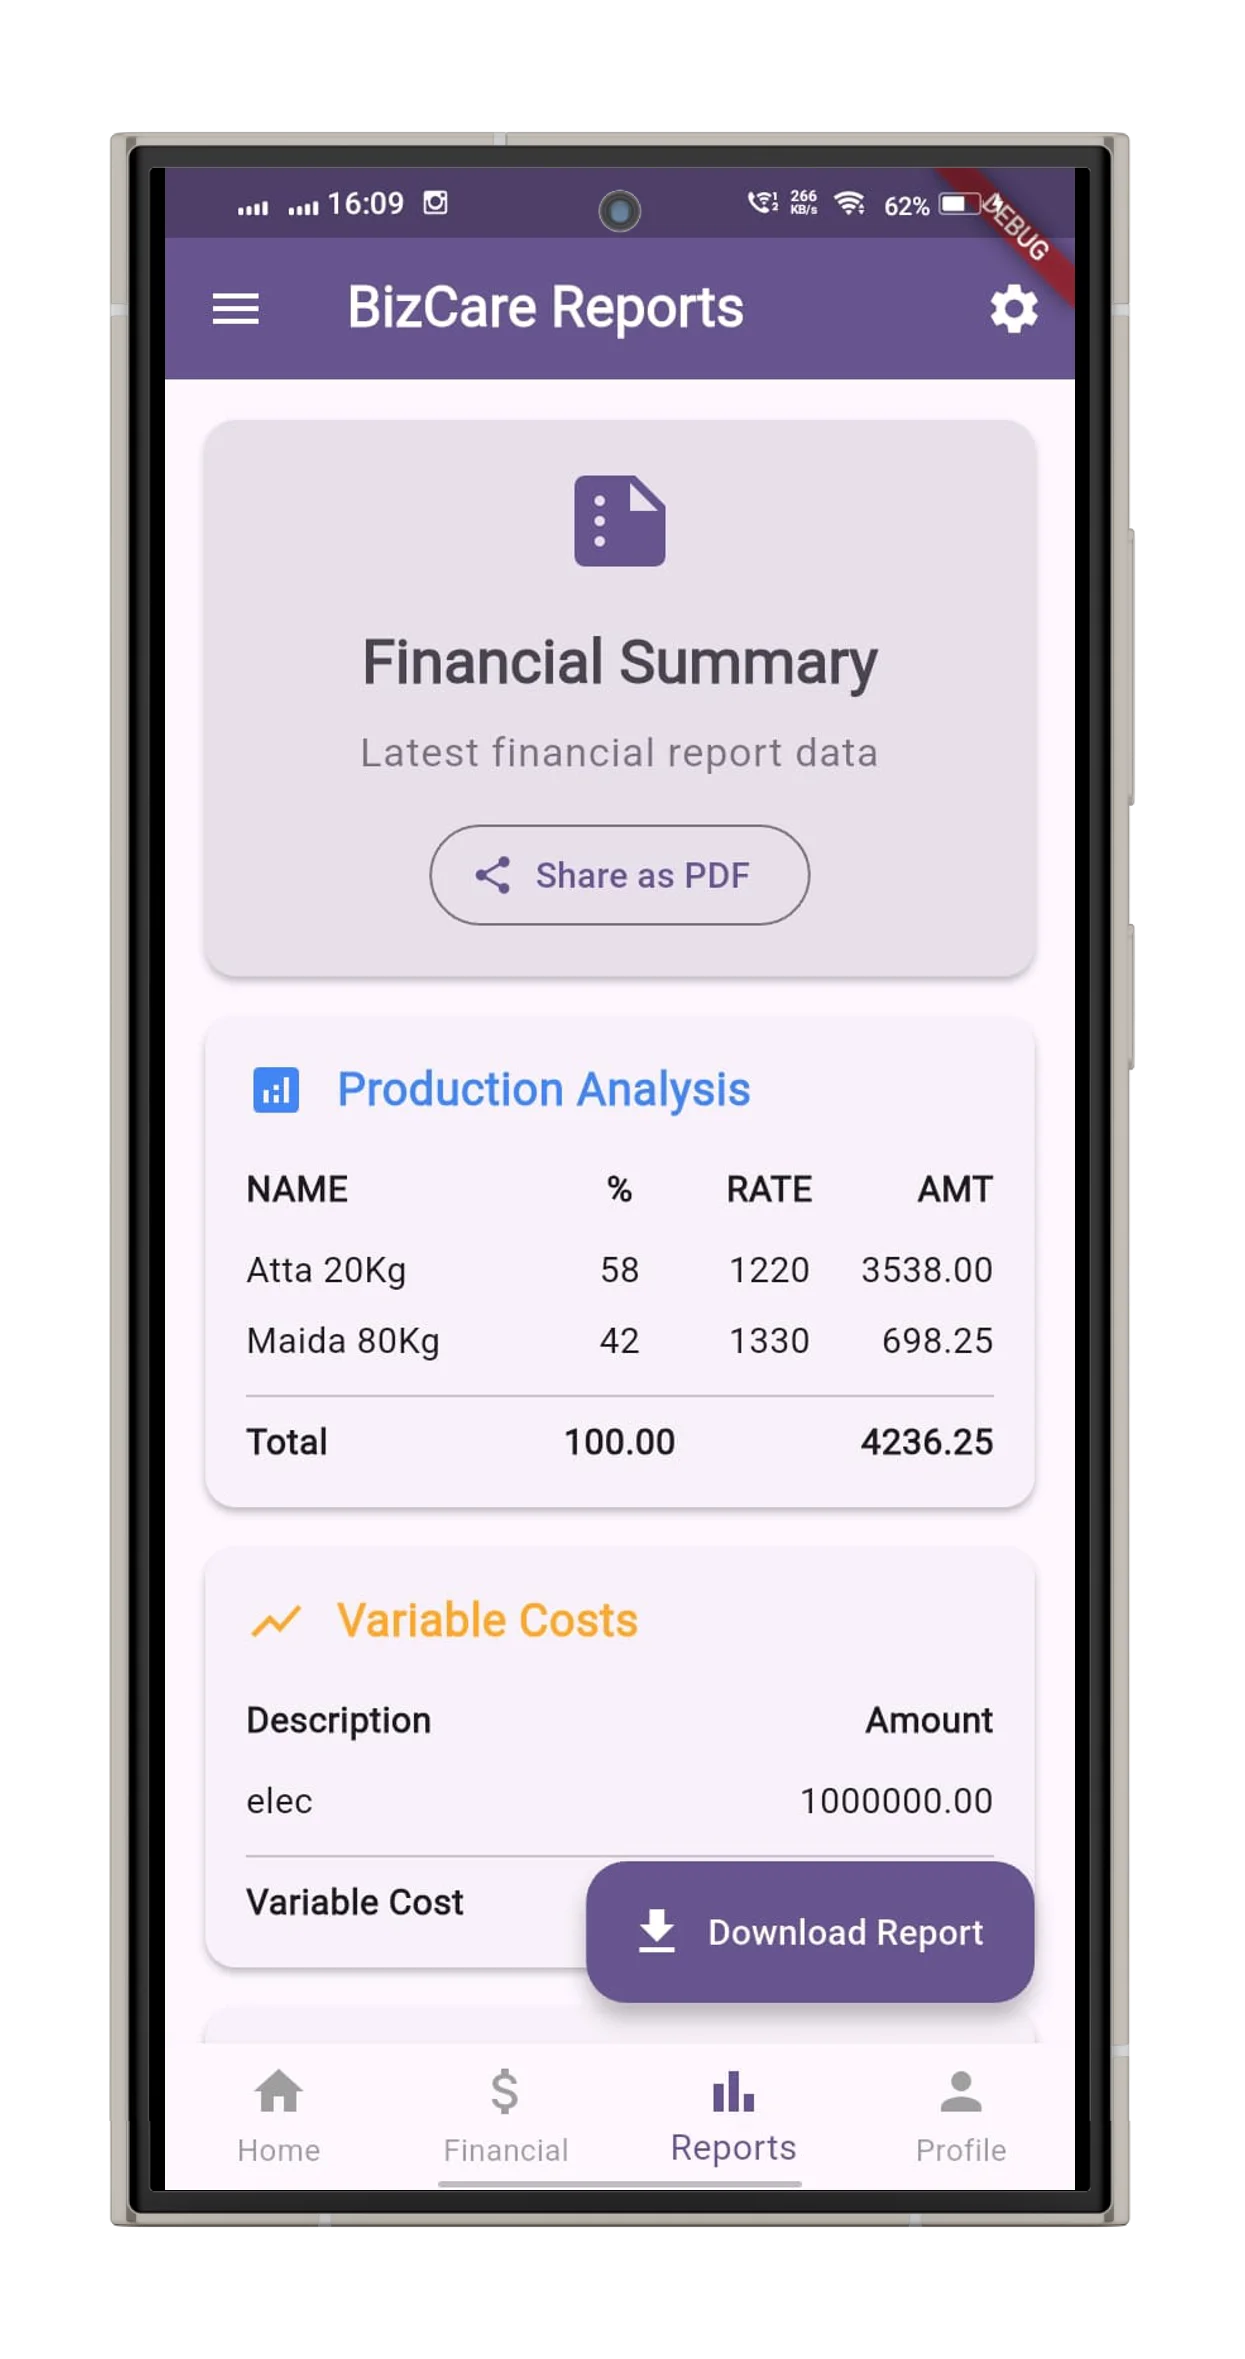 16:09 266 KB/s 62%
DEBUG
BizCare Reports
Financial Summary
Latest financial report data
Share as PDF
Production Analysis
NAME % RATE AMT
Atta 20Kg 58 1220 3538.00
Maida 80Kg 42 1330 698.25
Total 100.00 4236.25
Variable Costs
Description Amount
elec 1000000.00
Variable Cost
Download Report
Home Financial Reports Profile